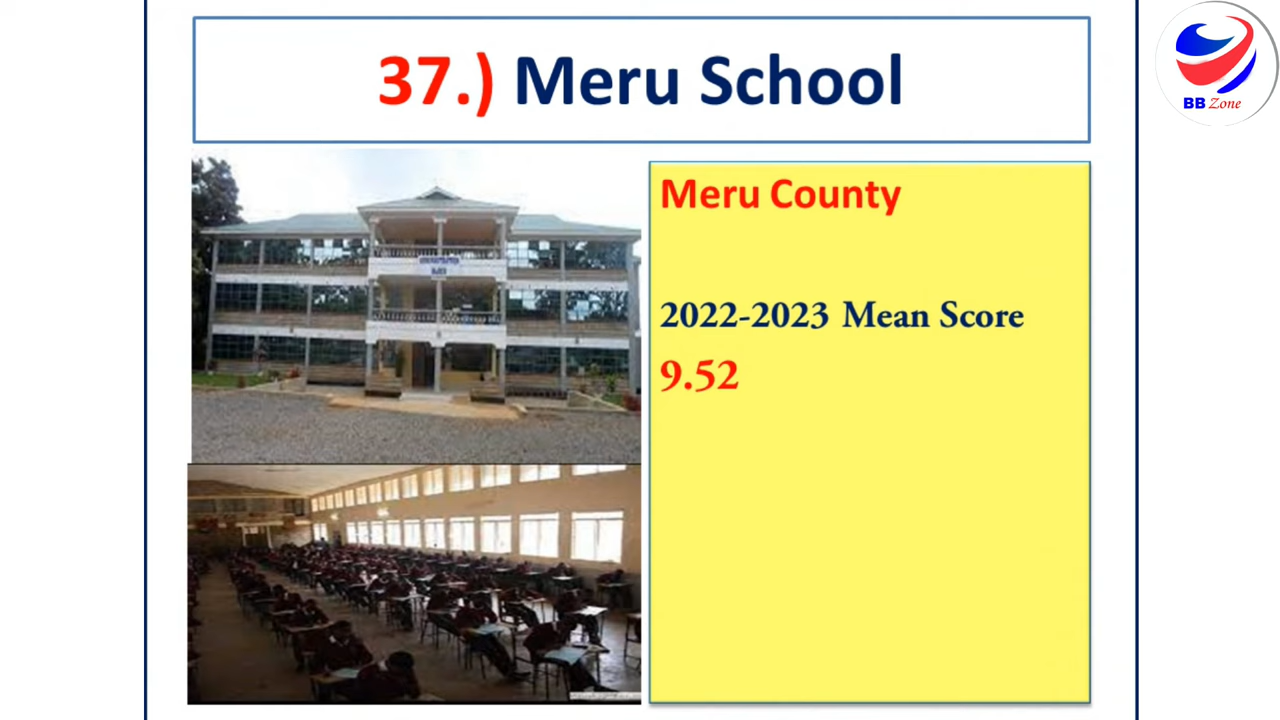 37.) Meru School
BB Zone
Meru County
2022-2023 Mean Score
9.52